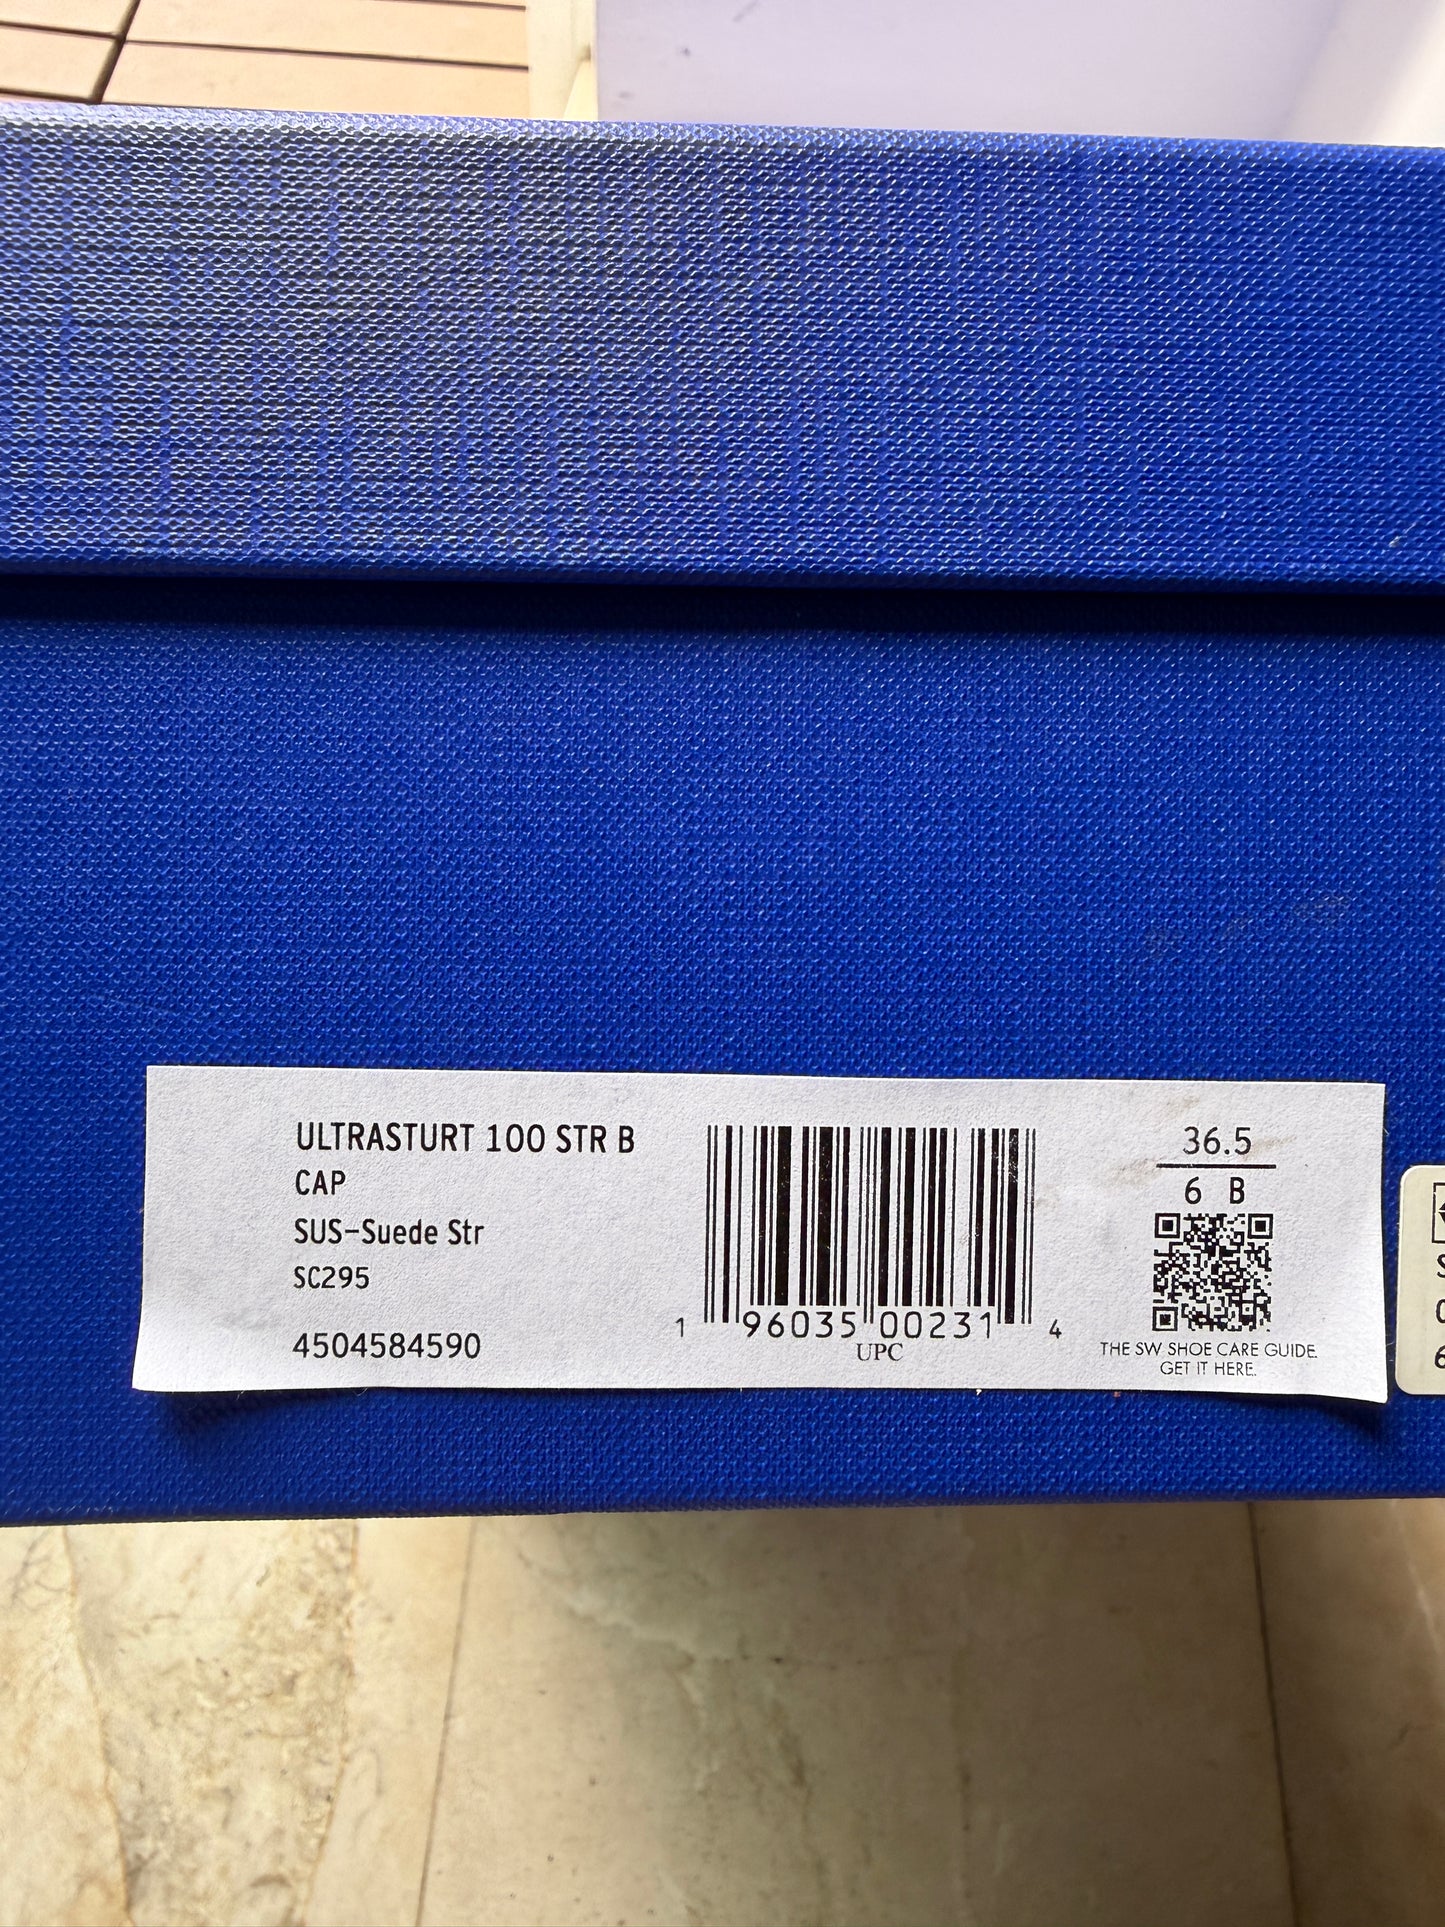 ULTRASTURT 100 STR B
CAP
SUS-Suede Str
SC295
4504584590
1 96035 00231 4
UPC
36.5
6 B
THE SW SHOE CARE GUIDE.
GET IT HERE.